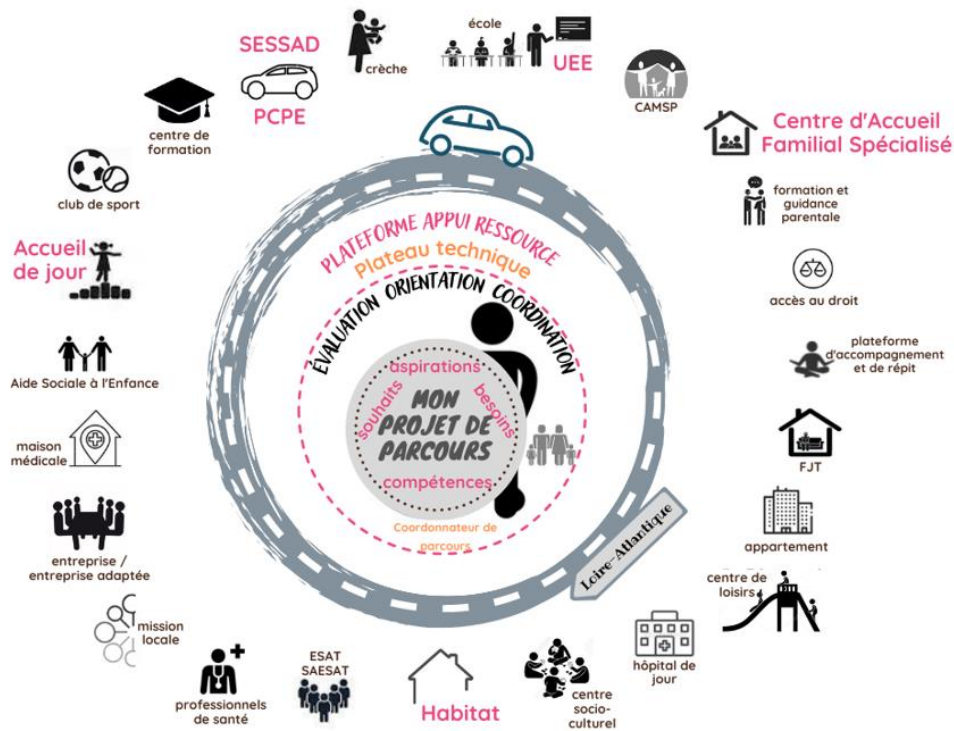 SESSAD
PCPE
crèche
école
UEE
CAMSP
Centre d'Accueil
Familial Spécialisé
formation et
guidance
parentale
accès au droit
plateforme
d'accompagnement
et de répit
FJT
appartement
centre de
loisirs
hôpital de
jour
centre
socio-
culturel
Habitat
ESAT
SAESAT
professionnels
de santé
mission
locale
entreprise /
entreprise adaptée
maison
médicale
Aide Sociale à l'Enfance
Accueil
de jour
club de sport
centre de
formation
PLATEFORME APPUI RESSOURCE
Plateau technique
ÉVALUATION ORIENTATION COORDINATION
aspirations
souhaits
besoins
MON
PROJET DE
PARCOURS
compétences
Coordonnateur de
parcours
Loire-Atlantique